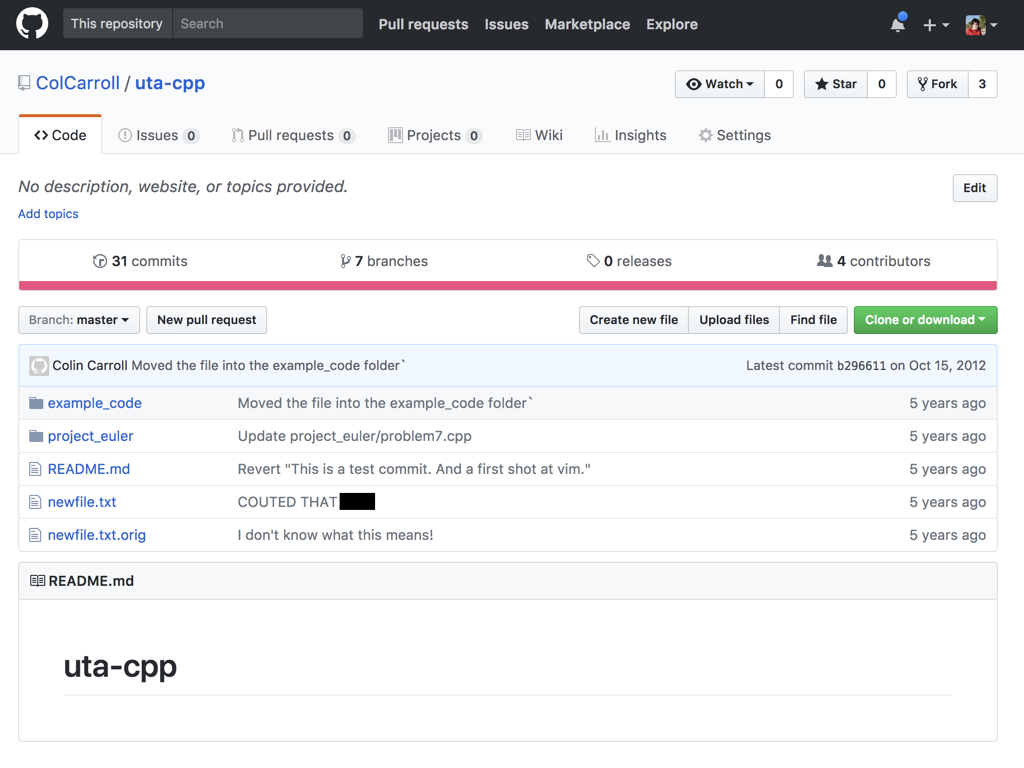 This repository Search Pull requests Issues Marketplace Explore
ColCarroll / uta-cpp Watch 0 Star 0 Fork 3
Code Issues 0 Pull requests 0 Projects 0 Wiki Insights Settings
No description, website, or topics provided. Edit
Add topics
31 commits 7 branches 0 releases 4 contributors
Branch: master New pull request Create new file Upload files Find file Clone or download
Colin Carroll Moved the file into the example_code folder` Latest commit b296611 on Oct 15, 2012
example_code Moved the file into the example_code folder` 5 years ago
project_euler Update project_euler/problem7.cpp 5 years ago
README.md Revert "This is a test commit. And a first shot at vim." 5 years ago
newfile.txt COUTED THAT 5 years ago
newfile.txt.orig I don't know what this means! 5 years ago
README.md
uta-cpp